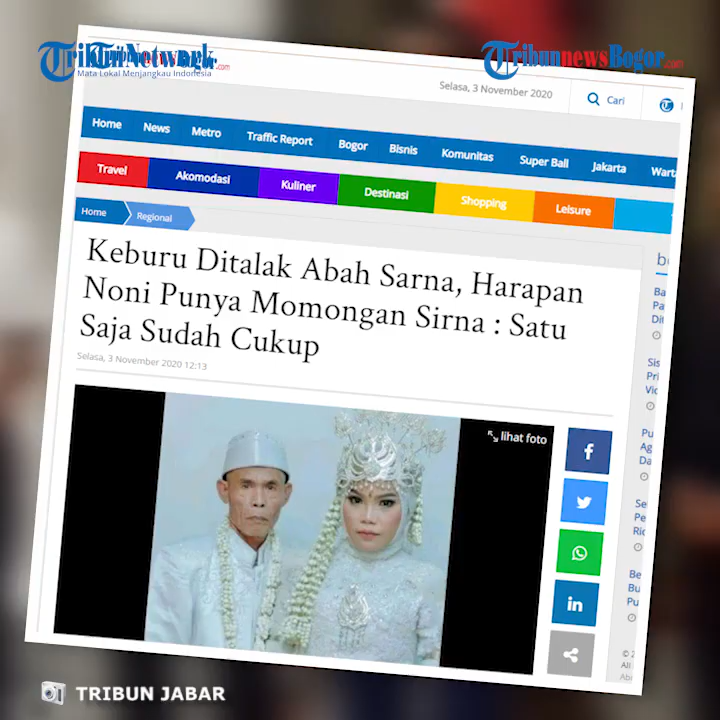 Tribun Network
Mata Lokal Menjangkau Indonesia
TribunnewsBogor.com
Selasa, 3 November 2020
Cari
Home
News
Metro
Traffic Report
Bogor
Bisnis
Komunitas
Super Ball
Jakarta
Travel
Akomodasi
Kuliner
Destinasi
Shopping
Leisure
Home
Regional
Keburu Ditalak Abah Sarna, Harapan
Noni Punya Momongan Sirna : Satu
Saja Sudah Cukup
Selasa, 3 November 2020 12:13
lihat foto
TRIBUN JABAR